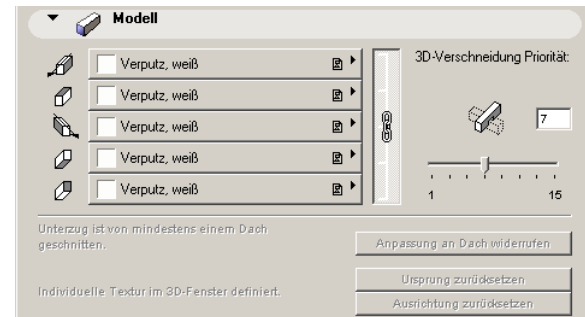 Modell
Verputz, weiß
Verputz, weiß
Verputz, weiß
Verputz, weiß
Verputz, weiß
3D-Verschneidung Priorität:
7
1 15
Unterzug ist von mindestens einem Dach
geschnitten.
Anpassung an Dach widerrufen
Individuelle Textur im 3D-Fenster definiert.
Ursprung zurücksetzen
Ausrichtung zurücksetzen